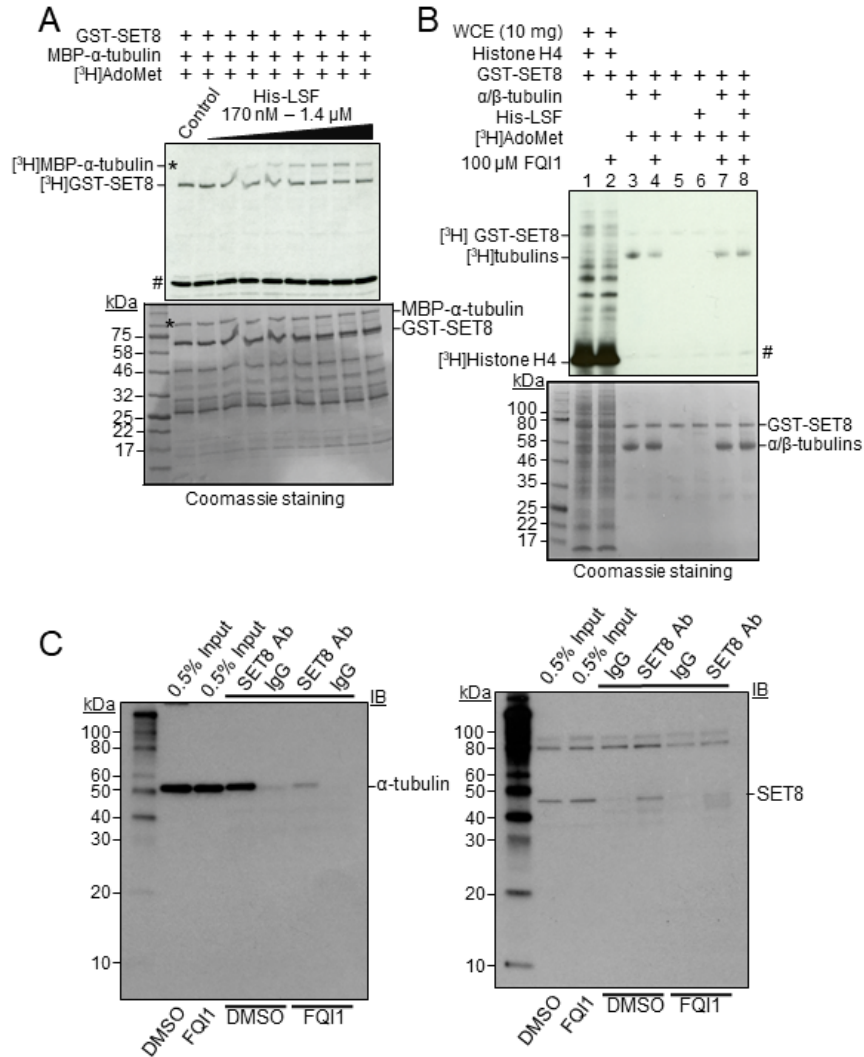 A
GST-SET8 + + + + + + + + +
MBP-α-tubulin + + + + + + + + +
[³H]AdoMet + + + + + + + + +
Control
His-LSF
170 nM – 1.4 µM
[³H]MBP-α-tubulin
*
[³H]GST-SET8
#
kDa
*
MBP-α-tubulin
GST-SET8
75
58
46
32
25
22
17
Coomassie staining
B
WCE (10 mg) + +
Histone H4 + +
GST-SET8 + + + + + + + +
α/β-tubulin + + + +
His-LSF + +
[³H]AdoMet + + + + + +
100 µM FQI1 + + + +
1 2 3 4 5 6 7 8
[³H] GST-SET8
[³H]tubulins
[³H]Histone H4
#
kDa
100
80
58
46
35
25
22
17
GST-SET8
α/β-tubulins
Coomassie staining
C
0.5% Input
0.5% Input
SET8 Ab
IgG
SET8 Ab
IgG
IB
kDa
100
80
60
50
40
30
20
10
α-tubulin
DMSO
FQI1
DMSO
FQI1
0.5% Input
0.5% Input
IgG
SET8 Ab
IgG
SET8 Ab
IB
kDa
100
80
60
50
40
30
20
10
SET8
DMSO
FQI1
DMSO
FQI1